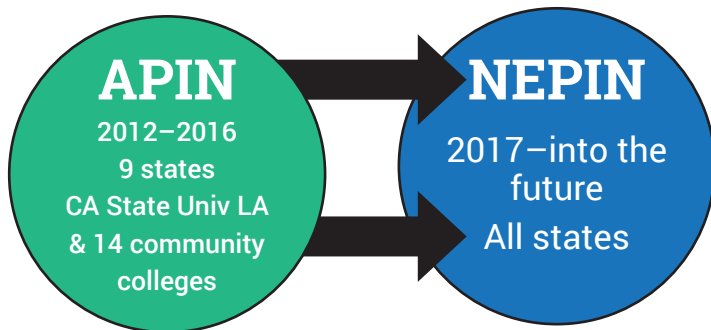 APIN
2012–2016
9 states
CA State Univ LA
& 14 community
colleges
NEPIN
2017–into the
future
All states